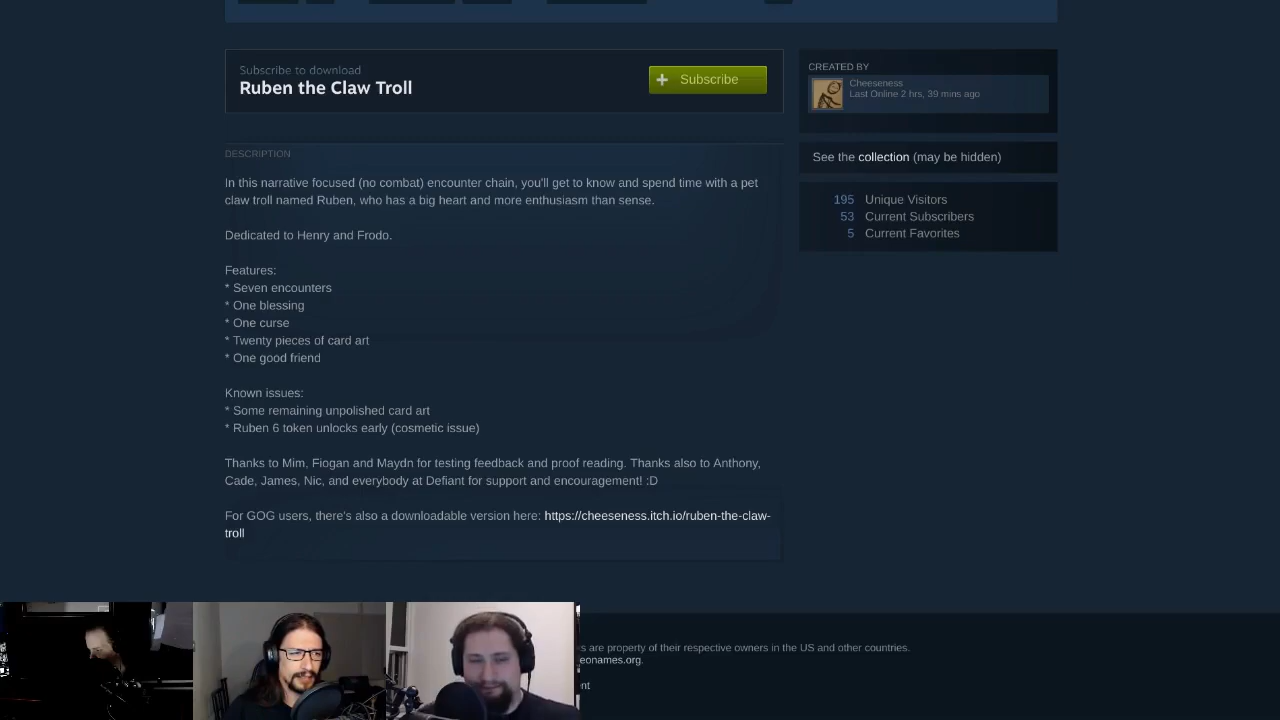 Subscribe to download
Ruben the Claw Troll
Subscribe
CREATED BY
Cheeseness
Last Online 2 hrs, 39 mins ago
See the collection (may be hidden)
195 Unique Visitors
53 Current Subscribers
5 Current Favorites
DESCRIPTION
In this narrative focused (no combat) encounter chain, you'll get to know and spend time with a pet
claw troll named Ruben, who has a big heart and more enthusiasm than sense.
Dedicated to Henry and Frodo.
Features:
* Seven encounters
* One blessing
* One curse
* Twenty pieces of card art
* One good friend
Known issues:
* Some remaining unpolished card art
* Ruben 6 token unlocks early (cosmetic issue)
Thanks to Mim, Fiogan and Maydn for testing feedback and proof reading. Thanks also to Anthony,
Cade, James, Nic, and everybody at Defiant for support and encouragement! :D
For GOG users, there's also a downloadable version here: https://cheeseness.itch.io/ruben-the-claw-
troll
s are property of their respective owners in the US and other countries.
eonames.org.
nt